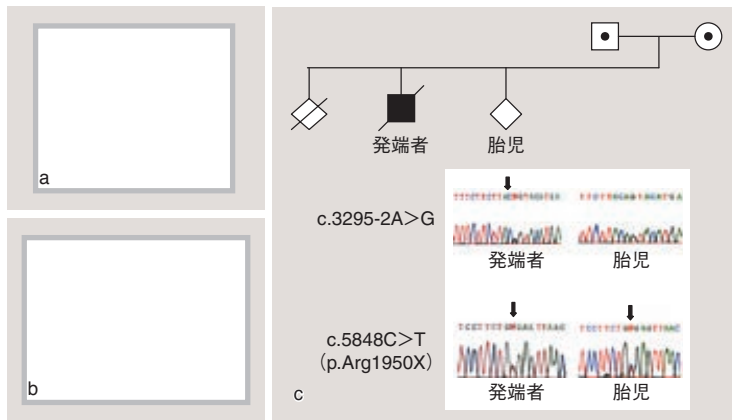 a
b
発端者
胎児
c.3295-2A＞G
発端者
胎児
c.5848C＞T
（p.Arg1950X）
発端者
胎児
c